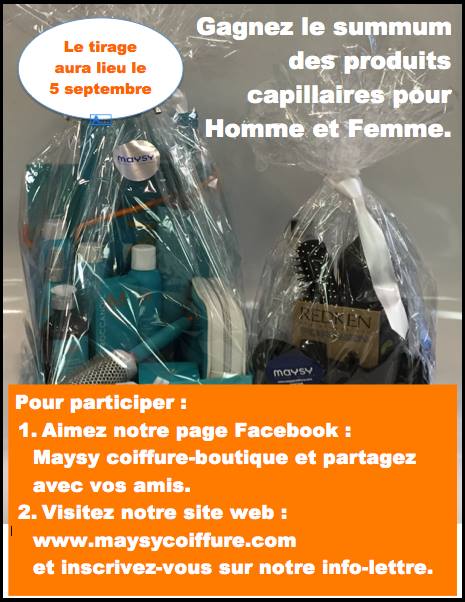 Le tirage
aura lieu le
5 septembre
Gagnez le summum
des produits
capillaires pour
Homme et Femme.
maysy
REDKEN
maysy
Pour participer :
1. Aimez notre page Facebook :
Maysy coiffure-boutique et partagez
avec vos amis.
2. Visitez notre site web :
www.maysycoiffure.com
et inscrivez-vous sur notre info-lettre.